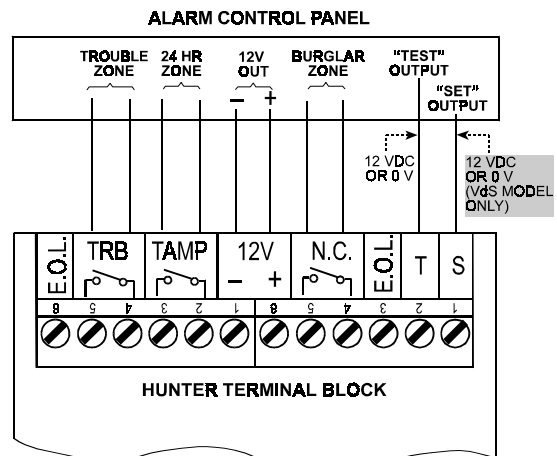 ALARM CONTROL PANEL
TROUBLE ZONE
24 HR ZONE
12V OUT
BURGLAR ZONE
"TEST" OUTPUT
– +
"SET" OUTPUT
12 VDC OR 0 V
12 VDC OR 0 V (VdS MODEL ONLY)
E.O.L.
TRB
TAMP
12V
– +
N.C.
E.O.L.
T
S
8 5 4 3 2 1 8 5 4 3 2 1
HUNTER TERMINAL BLOCK